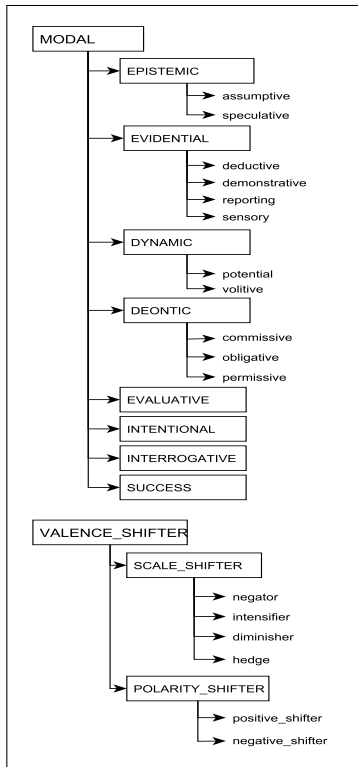 MODAL
EPISTEMIC
assumptive
speculative
EVIDENTIAL
deductive
demonstrative
reporting
sensory
DYNAMIC
potential
volitive
DEONTIC
commissive
obligative
permissive
EVALUATIVE
INTENTIONAL
INTERROGATIVE
SUCCESS
VALENCE_SHIFTER
SCALE_SHIFTER
negator
intensifier
diminisher
hedge
POLARITY_SHIFTER
positive_shifter
negative_shifter